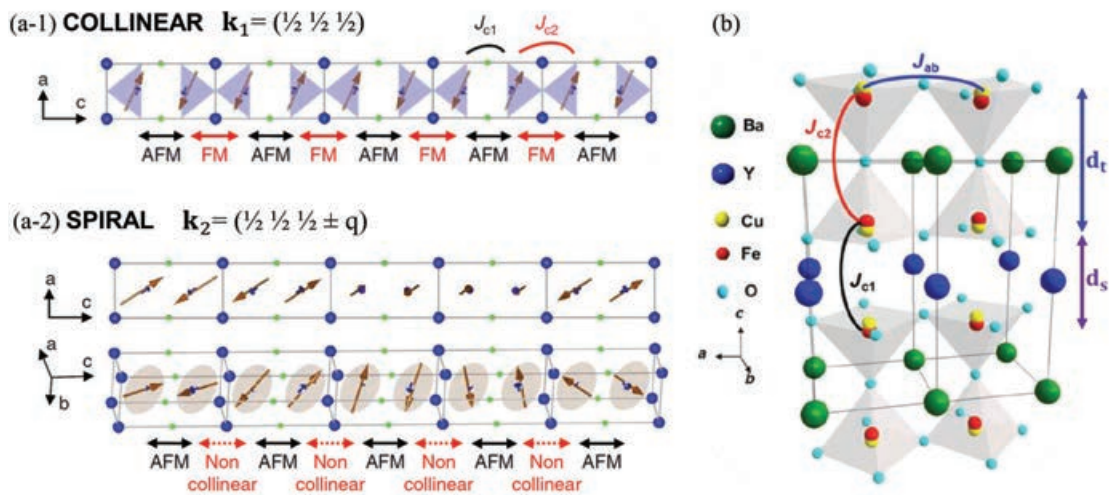 (a-1) COLLINEAR k₁= (½ ½ ½)
Jc1 Jc2
a
c
AFM FM AFM FM AFM FM AFM FM AFM
(a-2) SPIRAL k₂= (½ ½ ½ ± q)
a
c
a
c
b
AFM Non collinear AFM Non collinear AFM Non collinear AFM Non collinear AFM
(b)
Jab
Jc2
Jc1
dt
ds
Ba
Y
Cu
Fe
O
c
a
b